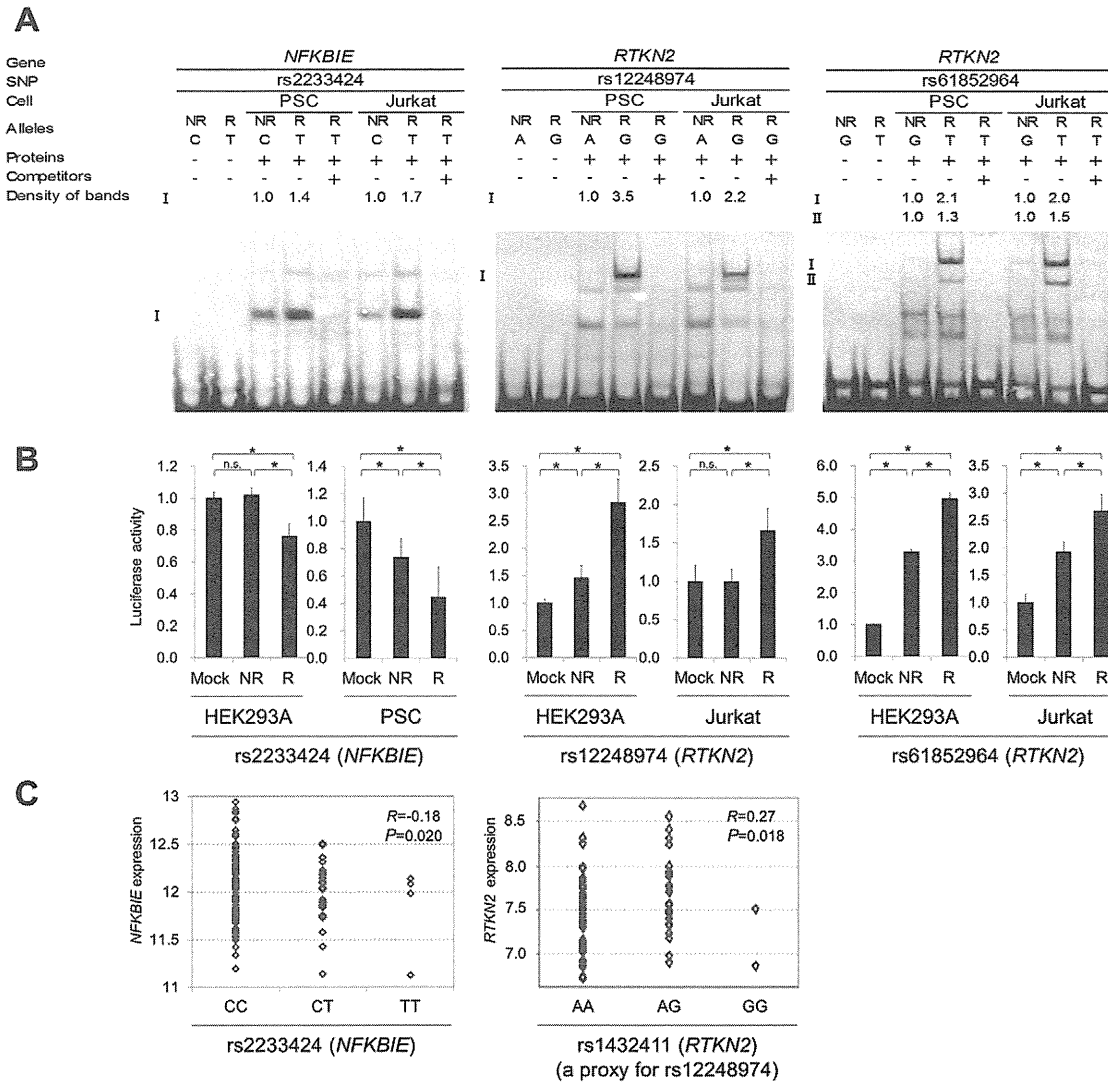 A
Gene NFKBIE RTKN2 RTKN2
SNP rs2233424 rs12248974 rs61852964
Cell PSC Jurkat PSC Jurkat PSC Jurkat
Alleles NR R NR R R NR R R NR R NR R R NR R R NR R NR R R NR R R
C T C T T C T T A G A G G A G G G T G T T G T T
Proteins - - + + + + + + - - + + + + + + - - + + + + + +
Competitors - - - - + - - + - - - - + - - + - - - - + - - +
Density of bands I 1.0 1.4 1.0 1.7 I 1.0 3.5 1.0 2.2 I 1.0 2.1 1.0 2.0
II 1.0 1.3 1.0 1.5
I I I
II
B
Luciferase activity
1.2 1.0 0.8 0.6 0.4 0.2 0.0
* n.s. *
Mock NR R
HEK293A
1.4 1.2 1.0 0.8 0.6 0.4 0.2 0.0
* * *
Mock NR R
PSC
rs2233424 (NFKBIE)
3.5 3.0 2.5 2.0 1.5 1.0 0.5 0.0
* * *
Mock NR R
HEK293A
2.5 2.0 1.5 1.0 0.5 0.0
* n.s. *
Mock NR R
Jurkat
rs12248974 (RTKN2)
6.0 5.0 4.0 3.0 2.0 1.0 0.0
* * *
Mock NR R
HEK293A
3.5 3.0 2.5 2.0 1.5 1.0 0.5 0.0
* * *
Mock NR R
Jurkat
rs61852964 (RTKN2)
C
NFKBIE expression
13 12.5 12 11.5 11
R=-0.18
P=0.020
CC CT TT
rs2233424 (NFKBIE)
RTKN2 expression
8.5 8.0 7.5 7.0
R=0.27
P=0.018
AA AG GG
rs1432411 (RTKN2)
(a proxy for rs12248974)